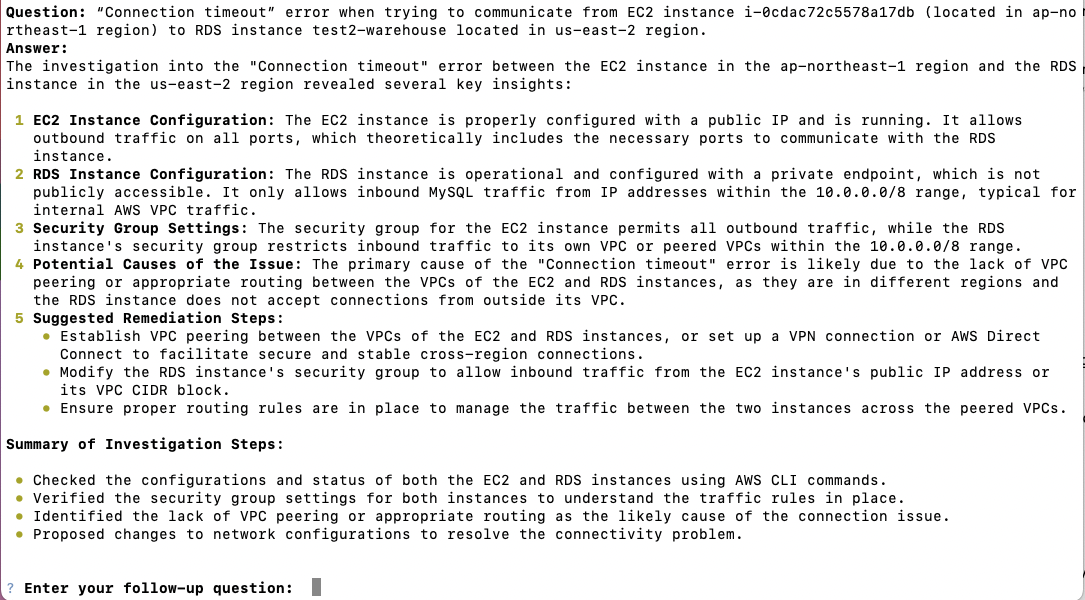 Question: “Connection timeout” error when trying to communicate from EC2 instance i-0cdac72c5578a17db (located in ap-no
rtheast-1 region) to RDS instance test2-warehouse located in us-east-2 region.
Answer:
The investigation into the "Connection timeout" error between the EC2 instance in the ap-northeast-1 region and the RDS
instance in the us-east-2 region revealed several key insights:
1 EC2 Instance Configuration: The EC2 instance is properly configured with a public IP and is running. It allows
outbound traffic on all ports, which theoretically includes the necessary ports to communicate with the RDS
instance.
2 RDS Instance Configuration: The RDS instance is operational and configured with a private endpoint, which is not
publicly accessible. It only allows inbound MySQL traffic from IP addresses within the 10.0.0.0/8 range, typical for
internal AWS VPC traffic.
3 Security Group Settings: The security group for the EC2 instance permits all outbound traffic, while the RDS
instance's security group restricts inbound traffic to its own VPC or peered VPCs within the 10.0.0.0/8 range.
4 Potential Causes of the Issue: The primary cause of the "Connection timeout" error is likely due to the lack of VPC
peering or appropriate routing between the VPCs of the EC2 and RDS instances, as they are in different regions and
the RDS instance does not accept connections from outside its VPC.
5 Suggested Remediation Steps:
• Establish VPC peering between the VPCs of the EC2 and RDS instances, or set up a VPN connection or AWS Direct
Connect to facilitate secure and stable cross-region connections.
• Modify the RDS instance's security group to allow inbound traffic from the EC2 instance's public IP address or
its VPC CIDR block.
• Ensure proper routing rules are in place to manage the traffic between the two instances across the peered VPCs.
Summary of Investigation Steps:
• Checked the configurations and status of both the EC2 and RDS instances using AWS CLI commands.
• Verified the security group settings for both instances to understand the traffic rules in place.
• Identified the lack of VPC peering or appropriate routing as the likely cause of the connection issue.
• Proposed changes to network configurations to resolve the connectivity problem.
? Enter your follow-up question: